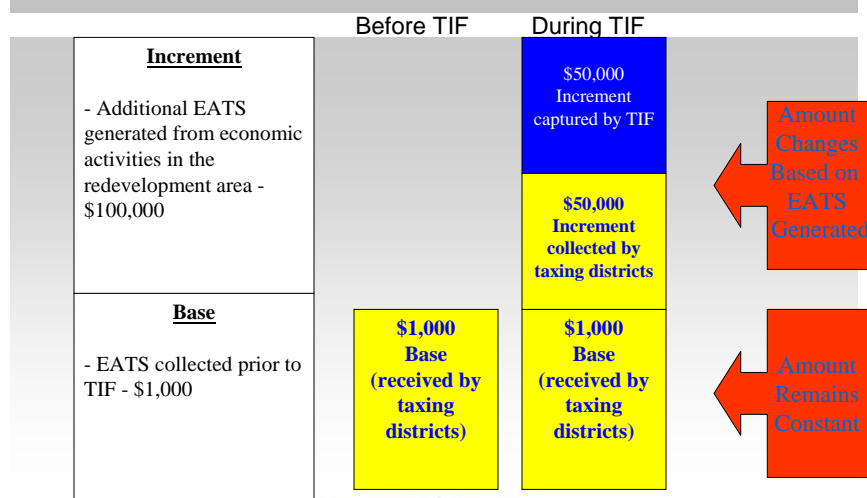 Before TIF
During TIF
Increment
- Additional EATS
generated from economic
activities in the
redevelopment area -
$100,000
$50,000
Increment
captured by TIF
$50,000
Increment
collected by
taxing districts
Amount
Changes
Based on
EATS
Generated
Base
- EATS collected prior to
TIF - $1,000
$1,000
Base
(received by
taxing
districts)
$1,000
Base
(received by
taxing
districts)
Amount
Remains
Constant